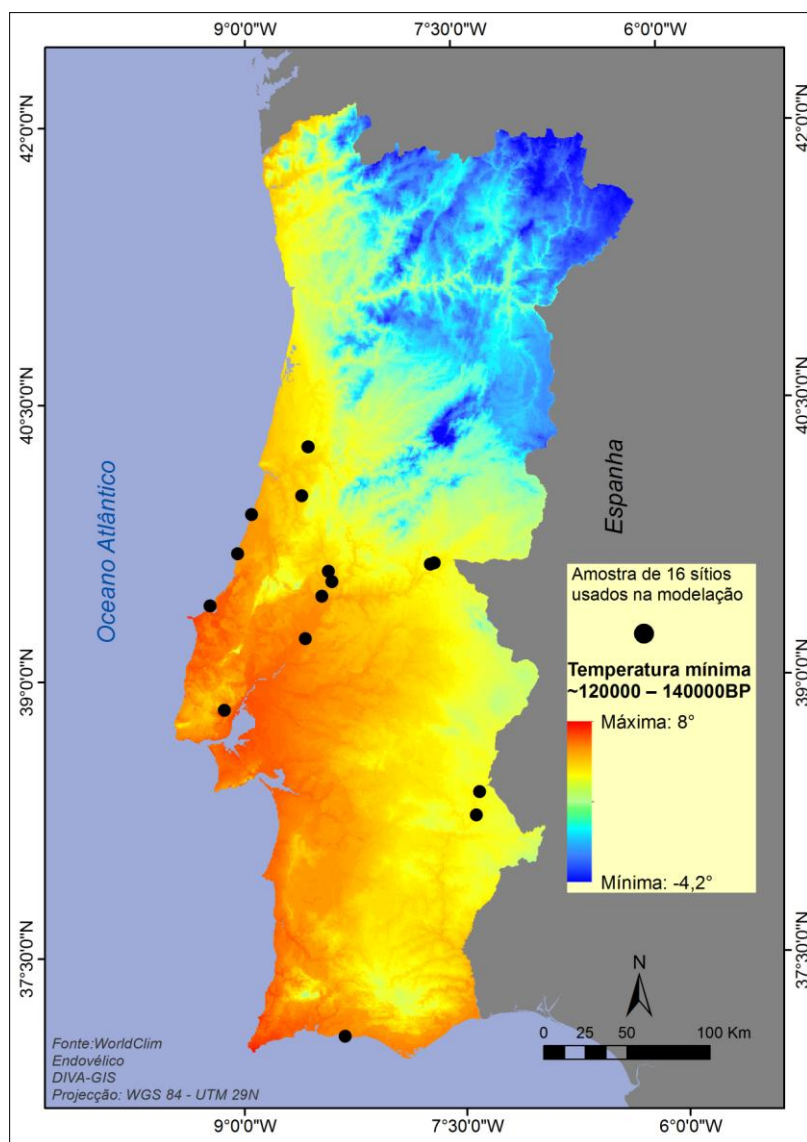 9°0'0"W 7°30'0"W 6°0'0"W
42°0'0"N
42°0'0"N
40°30'0"N
40°30'0"N
Oceano Atlântico
Espanha
Amostra de 16 sítios
usados na modelação
Temperatura mínima
~120000 – 140000BP
Máxima: 8°
Mínima: -4,2°
39°0'0"N
39°0'0"N
37°30'0"N
37°30'0"N
N
0 25 50 100 Km
Fonte:WorldClim
Endovélico
DIVA-GIS
Projecção: WGS 84 - UTM 29N
9°0'0"W 7°30'0"W 6°0'0"W